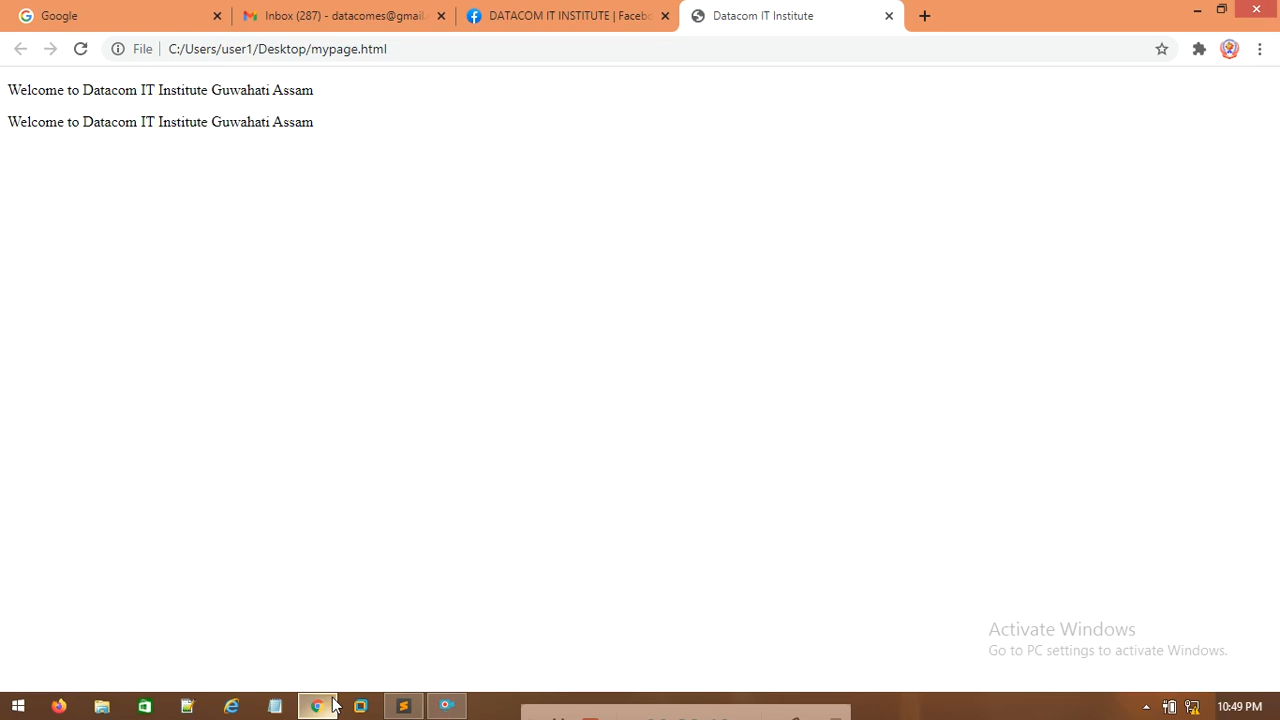 Google
Inbox (287) - datacomes@gmail.
DATACOM IT INSTITUTE | Facebo
Datacom IT Institute
File
C:/Users/user1/Desktop/mypage.html
Welcome to Datacom IT Institute Guwahati Assam
Welcome to Datacom IT Institute Guwahati Assam
Activate Windows
Go to PC settings to activate Windows.
10:49 PM